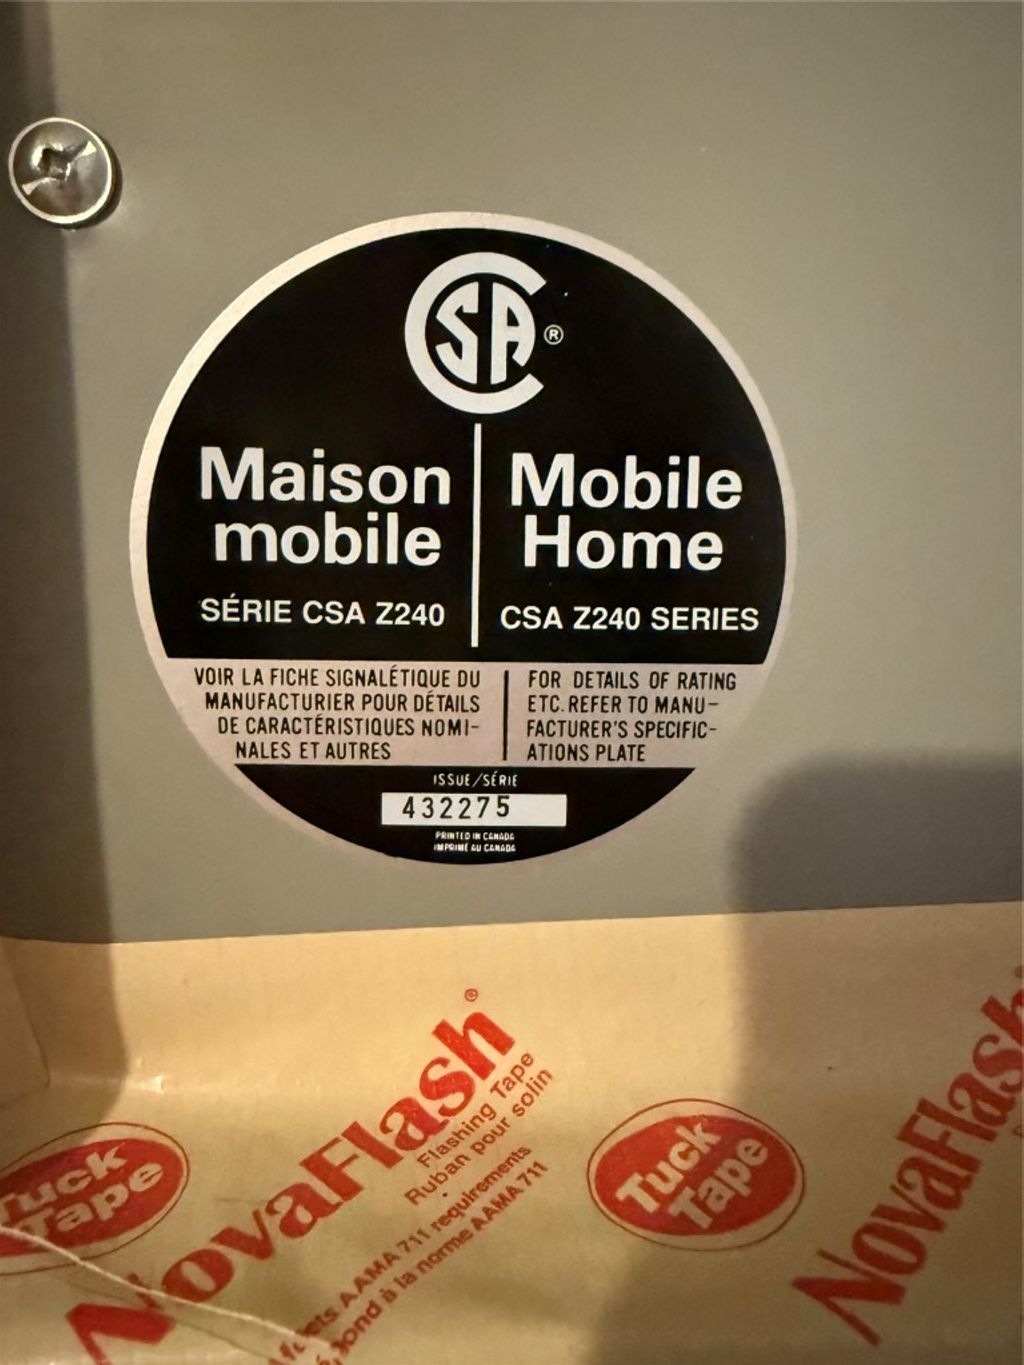 CSA®
Maison
mobile
SÉRIE CSA Z240
Mobile
Home
CSA Z240 SERIES
VOIR LA FICHE SIGNALÉTIQUE DU
MANUFACTURIER POUR DÉTAILS
DE CARACTÉRISTIQUES NOMI-
NALES ET AUTRES
FOR DETAILS OF RATING
ETC. REFER TO MANU-
FACTURER'S SPECIFIC-
ATIONS PLATE
ISSUE/SÉRIE
432275
PRINTED IN CANADA
IMPRIMÉ AU CANADA
Tuck
Tape
NovaFlash®
Flashing Tape
Ruban pour solin
AAMA 711 requirements
à la norme AAMA 711
Tuck
Tape
NovaFlash